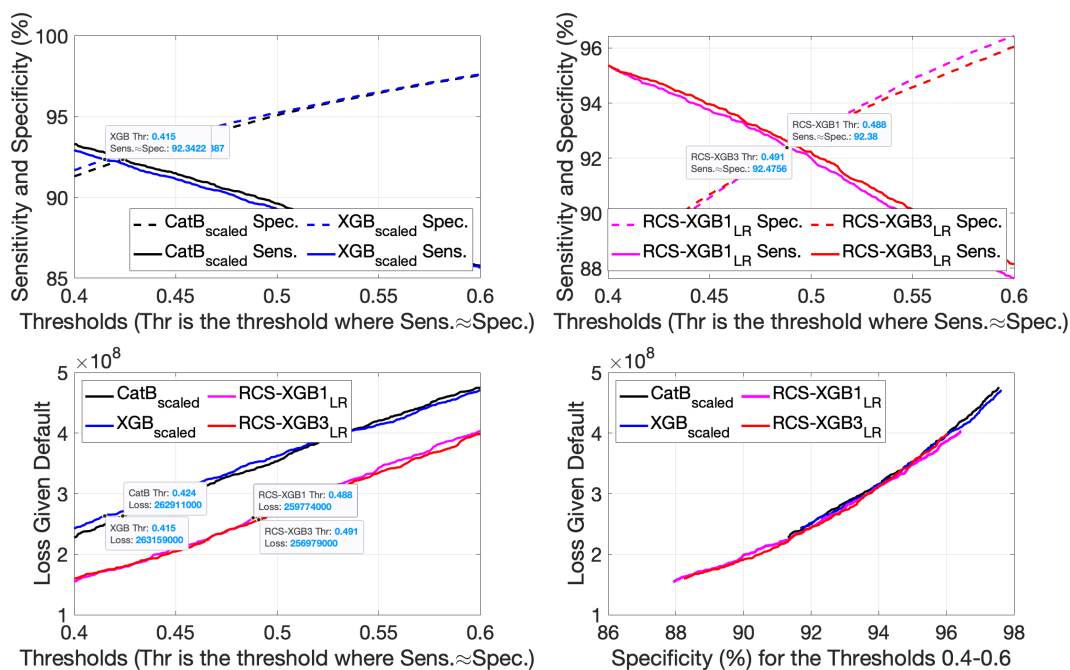 100
95
90
85
Sensitivity and Specificity (%)
XGB Thr: 0.415
Sens.≈Spec.: 92.3422
387
CatB_scaled Spec.
XGB_scaled Spec.
CatB_scaled Sens.
XGB_scaled Sens.
0.4 0.45 0.5 0.55 0.6
Thresholds (Thr is the threshold where Sens.≈Spec.)
96
94
92
90
88
Sensitivity and Specificity (%)
RCS-XGB1 Thr: 0.488
Sens.≈Spec.: 92.38
RCS-XGB3 Thr: 0.491
Sens.≈Spec.: 92.4756
RCS-XGB1_LR Spec.
RCS-XGB3_LR Spec.
RCS-XGB1_LR Sens.
RCS-XGB3_LR Sens.
0.4 0.45 0.5 0.55 0.6
Thresholds (Thr is the threshold where Sens.≈Spec.)
×10^8
5
4
3
2
1
Loss Given Default
CatB_scaled
RCS-XGB1_LR
XGB_scaled
RCS-XGB3_LR
CatB Thr: 0.424
Loss: 262911000
XGB Thr: 0.415
Loss: 263159000
RCS-XGB1 Thr: 0.488
Loss: 259774000
RCS-XGB3 Thr: 0.491
Loss: 256979000
0.4 0.45 0.5 0.55 0.6
Thresholds (Thr is the threshold where Sens.≈Spec.)
×10^8
5
4
3
2
1
Loss Given Default
CatB_scaled
RCS-XGB1_LR
XGB_scaled
RCS-XGB3_LR
86 88 90 92 94 96 98
Specificity (%) for the Thresholds 0.4-0.6